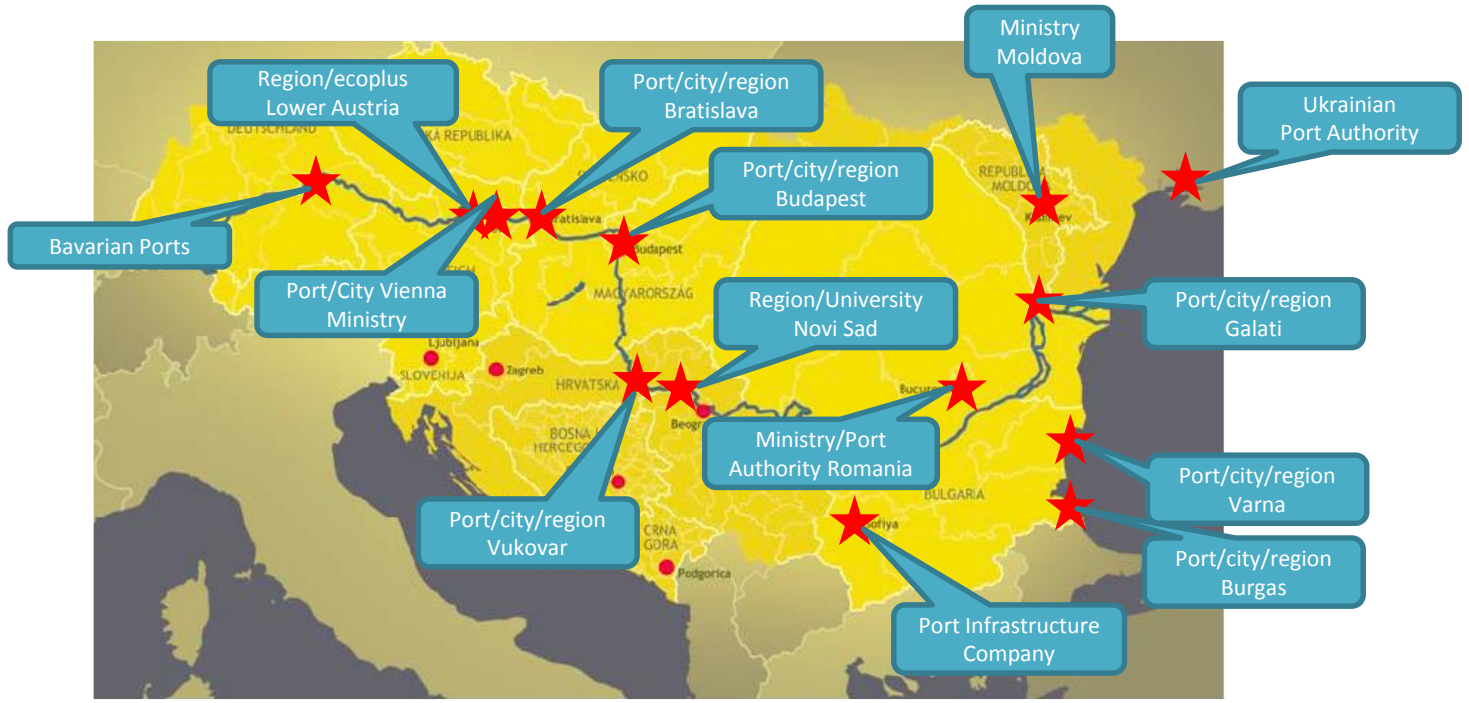 Ministry
Moldova
Region/ecoplus
Lower Austria
Port/city/region
Bratislava
Ukrainian
Port Authority
DEUTSCHLAND
KÁ REPUBLIKA
Port/city/region
Budapest
REPUBLICA
MOLDO
Bratislava
Bavarian Ports
Budapest
Port/City Vienna
Ministry
MAGYARORSZÁG
Region/University
Novi Sad
Port/city/region
Galati
Ljubljana
SLOVENIJA
Zagreb
HRVATSKA
Ministry/Port
Authority Romania
BULGARIA
Port/city/region
Varna
Port/city/region
Vukovar
CRNA
GORA
Podgorica
Port/city/region
Burgas
Port Infrastructure
Company